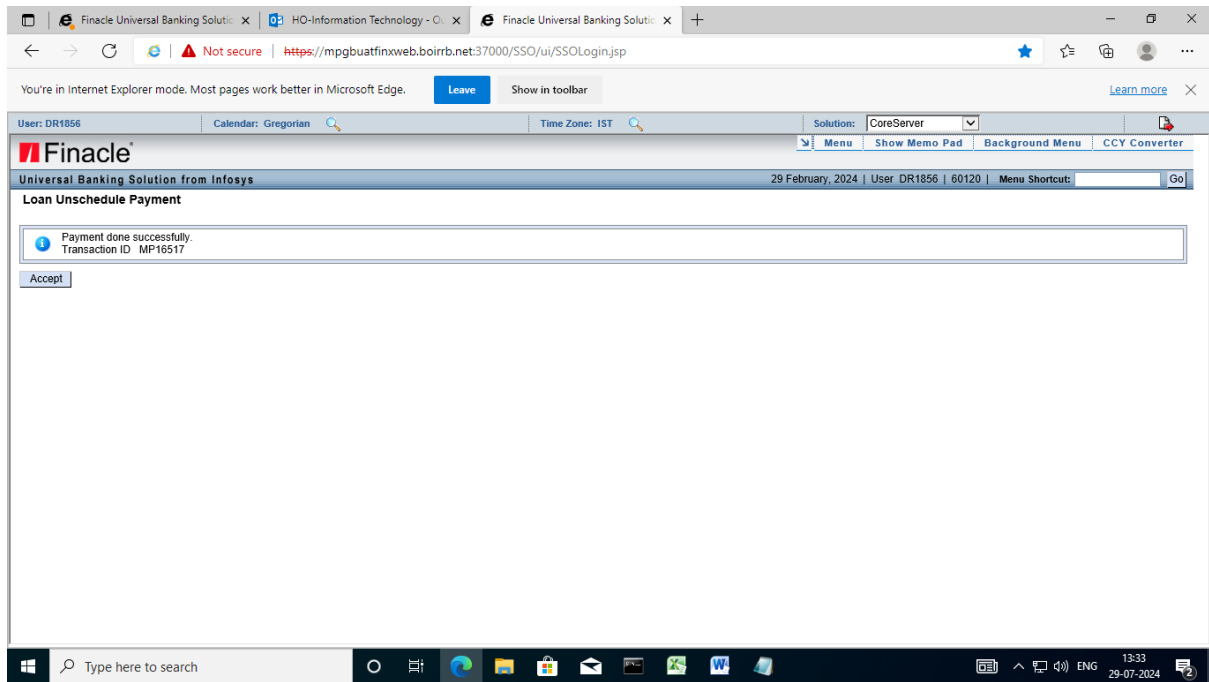 Finacle Universal Banking Solutic
HO-Information Technology - Ou
Finacle Universal Banking Solutic
Not secure | https://mpgbuatfinxweb.boirrb.net:37000/SSO/ui/SSOLogin.jsp
You're in Internet Explorer mode. Most pages work better in Microsoft Edge. Leave Show in toolbar Learn more
User: DR1856 Calendar: Gregorian Time Zone: IST Solution: CoreServer
Finacle Menu Show Memo Pad Background Menu CCY Converter
Universal Banking Solution from Infosys 29 February, 2024 | User DR1856 | 60120 | Menu Shortcut: Go
Loan Unschedule Payment
Payment done successfully.
Transaction ID MP16517
Accept
Type here to search ENG 13:33
29-07-2024 2